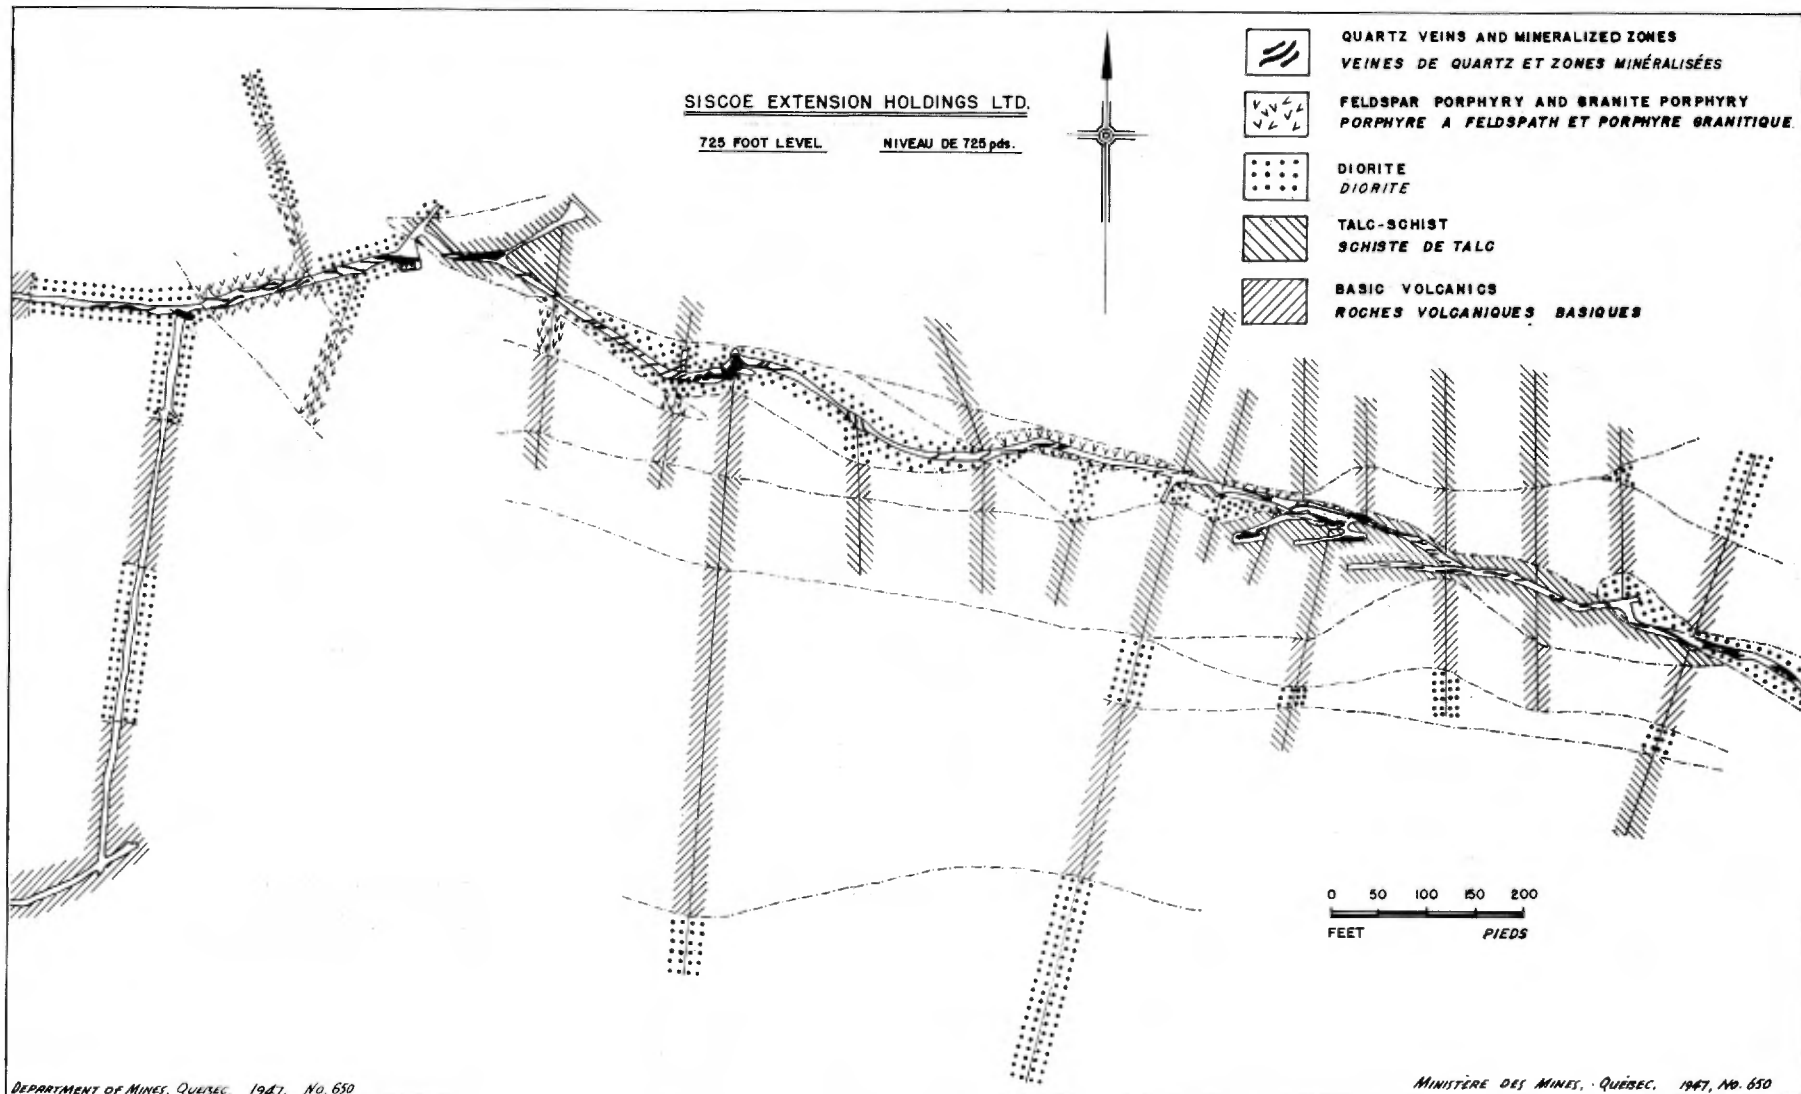 SISCOE EXTENSION HOLDINGS LTD.
725 FOOT LEVEL NIVEAU DE 725 pds.
QUARTZ VEINS AND MINERALIZED ZONES
VEINES DE QUARTZ ET ZONES MINÉRALISÉES
FELDSPAR PORPHYRY AND GRANITE PORPHYRY
PORPHYRE A FELDSPATH ET PORPHYRE GRANITIQUE.
DIORITE
DIORITE
TALC-SCHIST
SCHISTE DE TALC
BASIC VOLCANICS
ROCHES VOLCANIQUES BASIQUES
0 50 100 150 200
FEET PIEDS
DEPARTMENT OF MINES, QUEBEC. 1947. No. 650
MINISTÈRE DES MINES, QUÉBEC. 1947, No. 650